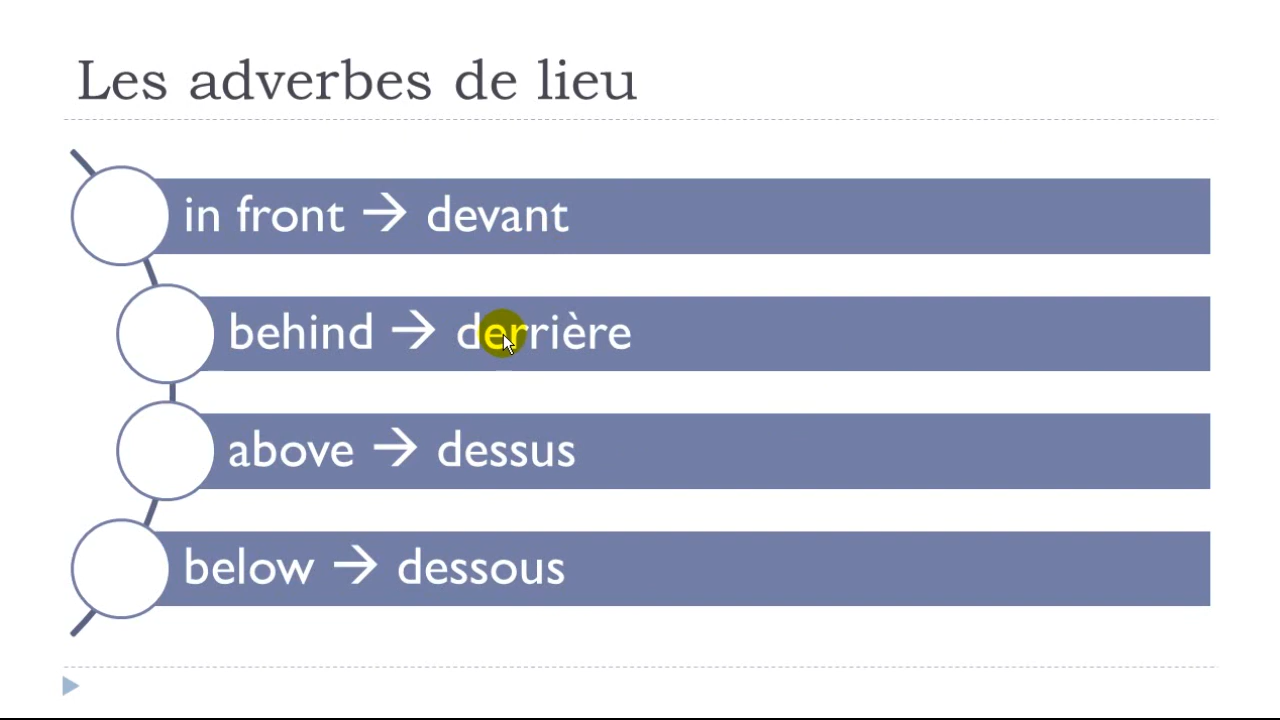 Les adverbes de lieu
in front → devant
behind → derrière
above → dessus
below → dessous